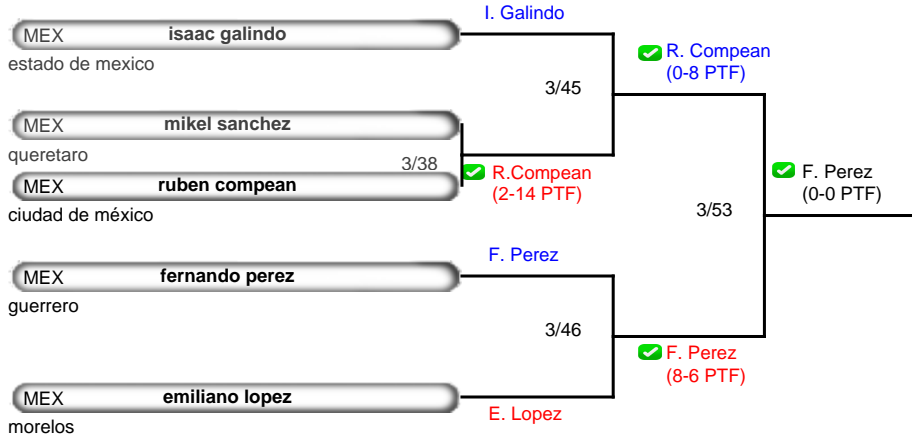 I. Galindo
MEX isaac galindo
estado de mexico
R. Compean
(0-8 PTF)
3/45
MEX mikel sanchez
queretaro
3/38
R.Compean
(2-14 PTF)
MEX ruben compean
ciudad de méxico
F. Perez
(0-0 PTF)
3/53
F. Perez
MEX fernando perez
guerrero
3/46
F. Perez
(8-6 PTF)
MEX emiliano lopez
morelos
E. Lopez